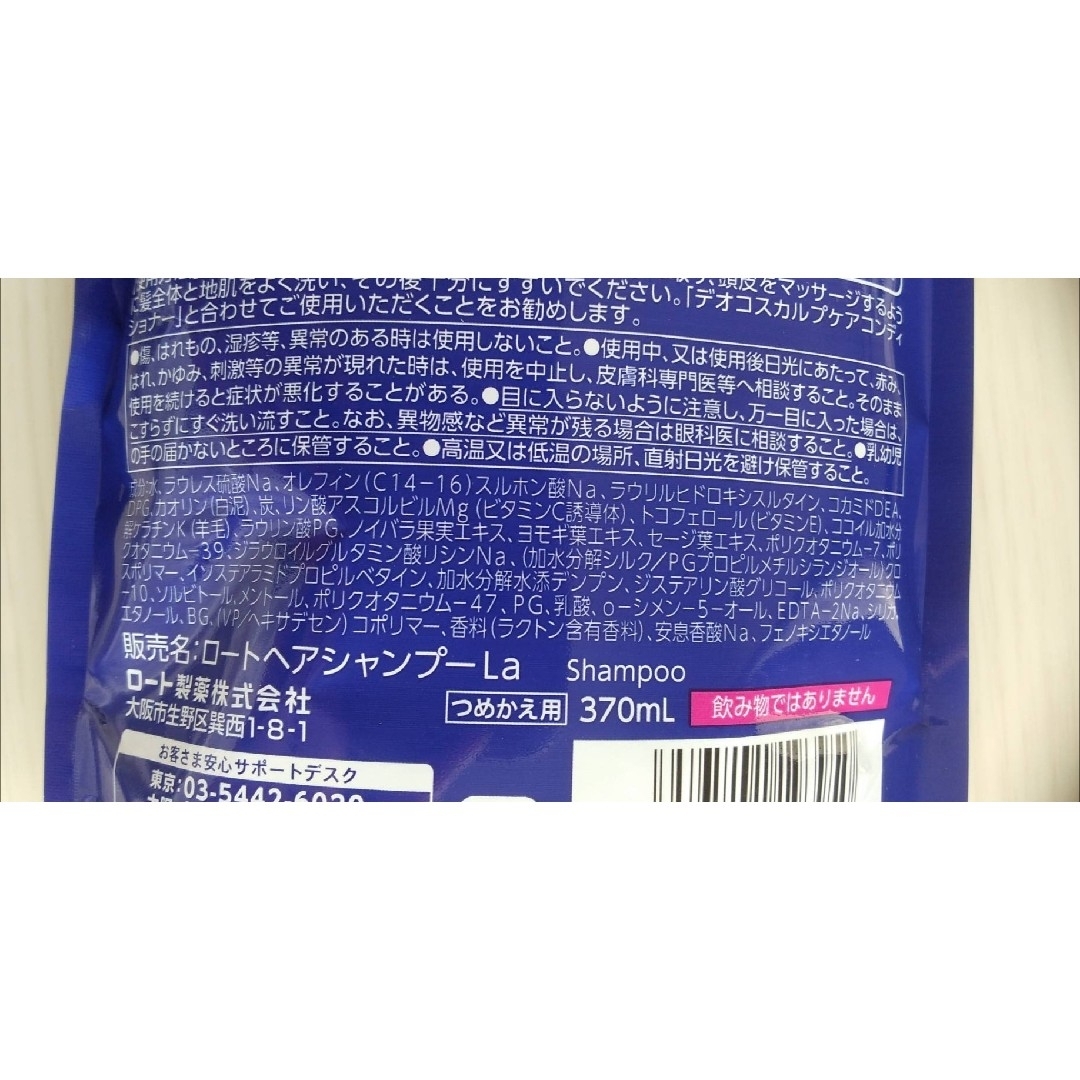 に髪全体と地肌をよく洗い、その後十分にすすいでください。「デオコスカルプケアコンディ
ショナー」と合わせてご使用いただくことをお勧めします。
●傷、はれもの、湿疹等、異常のある時は使用しないこと。●使用中、又は使用後日光にあたって、赤み、
はれ、かゆみ、刺激等の異常が現れた時は、使用を中止し、皮膚科専門医等へ相談すること。そのまま
使用を続けると症状が悪化することがある。●目に入らないように注意し、万一目に入った場合は、
こすらずにすぐ洗い流すこと。なお、異物感など異常が残る場合は眼科医に相談すること。●乳幼児
の手の届かないところに保管すること。●高温又は低温の場所、直射日光を避け保管すること。
成分:水、ラウレス硫酸Na、オレフィン(C14-16)スルホン酸Na、ラウリルヒドロキシスルタイン、コカミドDEA、
DPG、カオリン(白泥)、炭、リン酸アスコルビルMg(ビタミンC誘導体)、トコフェロール(ビタミンE)、ココイル加水分
解ケラチンK(羊毛)、ラウリン酸PG、ノイバラ果実エキス、ヨモギ葉エキス、セージ葉エキス、ポリクオタニウム-7、ポリ
クオタニウム-39、ジラウロイルグルタミン酸リシンNa、(加水分解シルク/PGプロピルメチルシランジオール)クロ
スポリマー、イソステアミドプロピルベタイン、加水分解水添デンプン、ジステアリン酸グリコール、ポリクオタニウム
-10、ソルビトール、メントール、ポリクオタニウム-47、PG、乳酸、o-シメン-5-オール、EDTA-2Na、シリカ、
エタノール、BG、(VP/ヘキサデセン)コポリマー、香料(ラクトン含有香料)、安息香酸Na、フェノキシエタノール
販売名:ロートヘアシャンプーLa Shampoo
ロート製薬株式会社
つめかえ用 370mL 飲み物ではありません
大阪市生野区巽西1-8-1
お客さま安心サポートデスク
東京:03-5442-6020